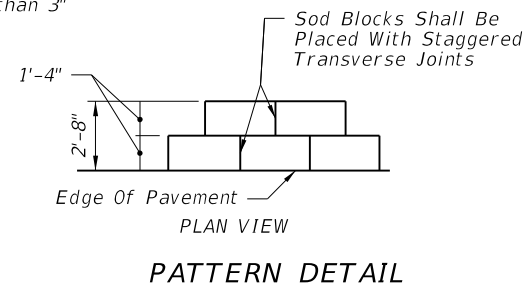 than 3"
Sod Blocks Shall Be
Placed With Staggered
Transverse Joints
1'-4"
2'-8"
Edge Of Pavement
PLAN VIEW
PATTERN DETAIL